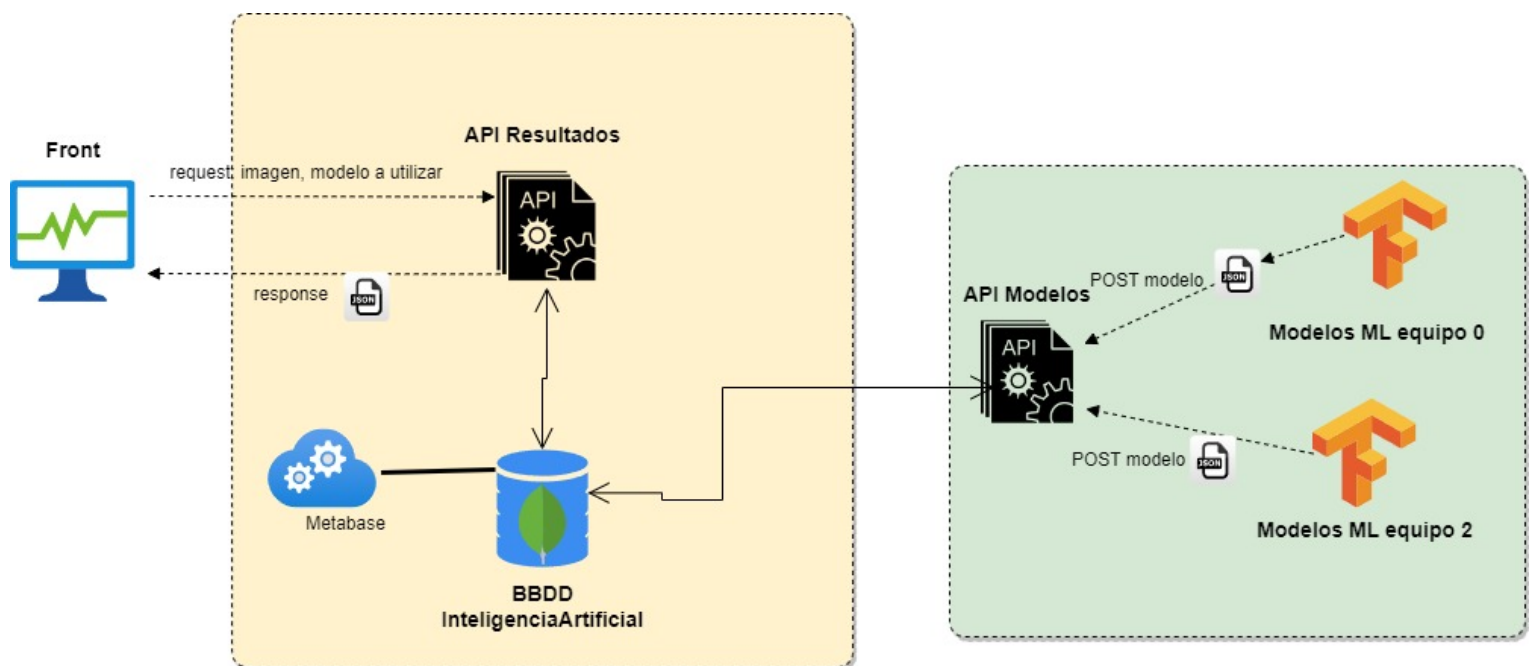 Front
request: imagen, modelo a utilizar
response
JSON
API Resultados
API
Metabase
BBDD
InteligenciaArtificial
API Modelos
API
POST modelo
JSON
Modelos ML equipo 0
POST modelo
JSON
Modelos ML equipo 2